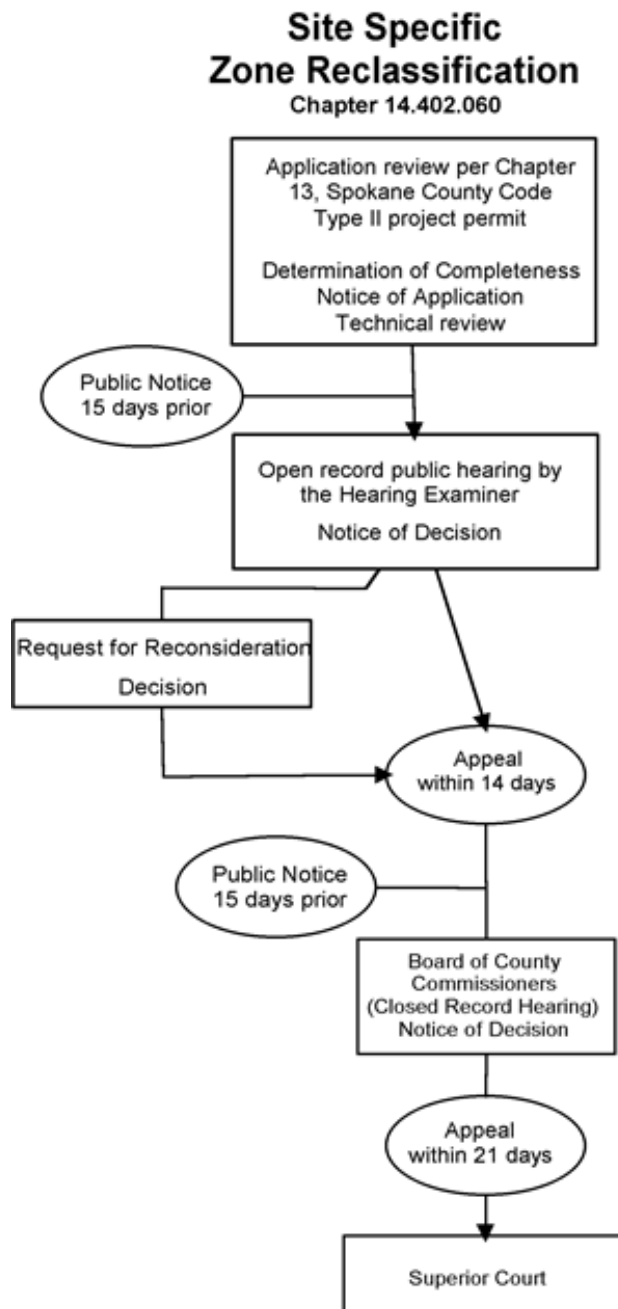 Site Specific
Zone Reclassification
Chapter 14.402.060
Application review per Chapter
13, Spokane County Code
Type II project permit
Determination of Completeness
Notice of Application
Technical review
Public Notice
15 days prior
Open record public hearing by
the Hearing Examiner
Notice of Decision
Request for Reconsideration
Decision
Appeal
within 14 days
Public Notice
15 days prior
Board of County
Commissioners
(Closed Record Hearing)
Notice of Decision
Appeal
within 21 days
Superior Court